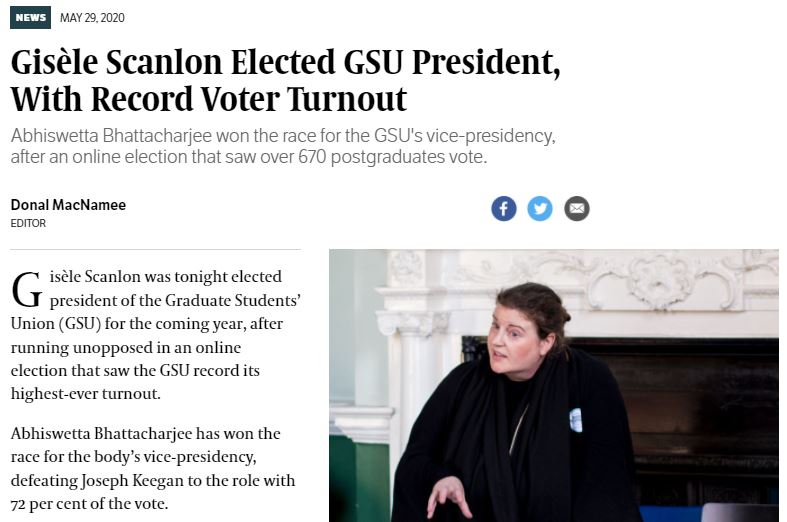 NEWS MAY 29, 2020
Gisèle Scanlon Elected GSU President,
With Record Voter Turnout
Abhiswetta Bhattacharjee won the race for the GSU's vice-presidency,
after an online election that saw over 670 postgraduates vote.
Donal MacNamee
EDITOR
Gisèle Scanlon was tonight elected
president of the Graduate Students’
Union (GSU) for the coming year, after
running unopposed in an online
election that saw the GSU record its
highest-ever turnout.
Abhiswetta Bhattacharjee has won the
race for the body’s vice-presidency,
defeating Joseph Keegan to the role with
72 per cent of the vote.